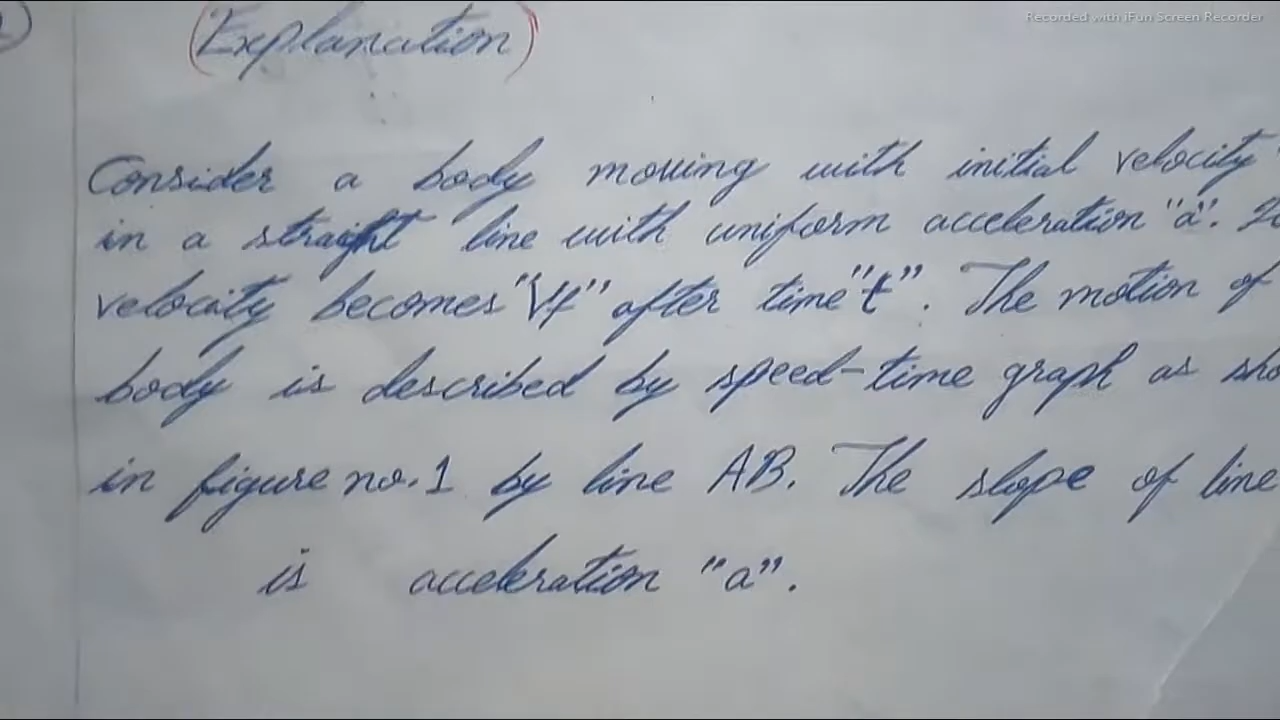 Recorded with iFun Screen Recorder
(Explanation)
Consider a body moving with initial velocity
in a straight line with uniform acceleration "a".
velocity becomes "Vf" after time "t". The motion of
body is described by speed-time graph as
in figure no.1 by line AB. The slope of line
is acceleration "a".